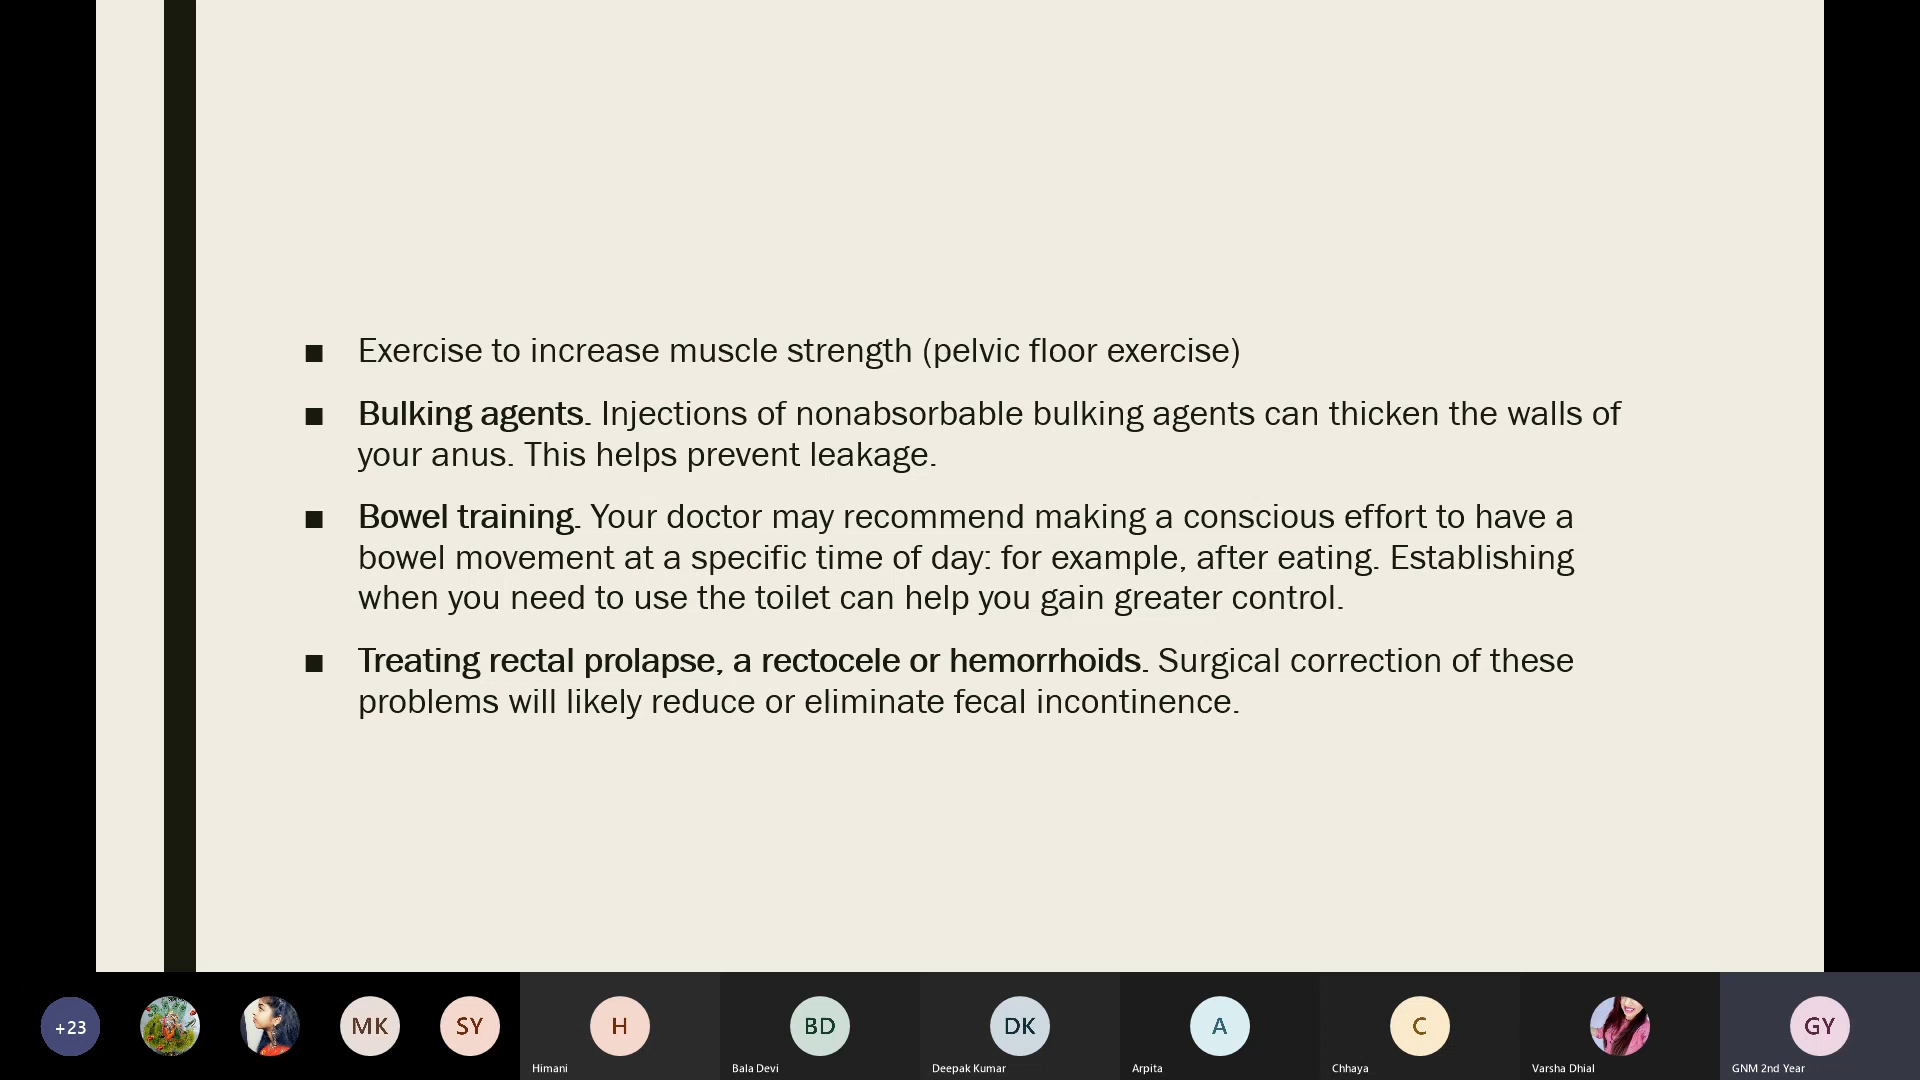 ■ Exercise to increase muscle strength (pelvic floor exercise)
■ Bulking agents. Injections of nonabsorbable bulking agents can thicken the walls of
your anus. This helps prevent leakage.
■ Bowel training. Your doctor may recommend making a conscious effort to have a
bowel movement at a specific time of day: for example, after eating. Establishing
when you need to use the toilet can help you gain greater control.
■ Treating rectal prolapse, a rectocele or hemorrhoids. Surgical correction of these
problems will likely reduce or eliminate fecal incontinence.
+23 MK SY H BD DK A C GY
Himani Bala Devi Deepak Kumar Arpita Chhaya Varsha Dhial GNM 2nd Year